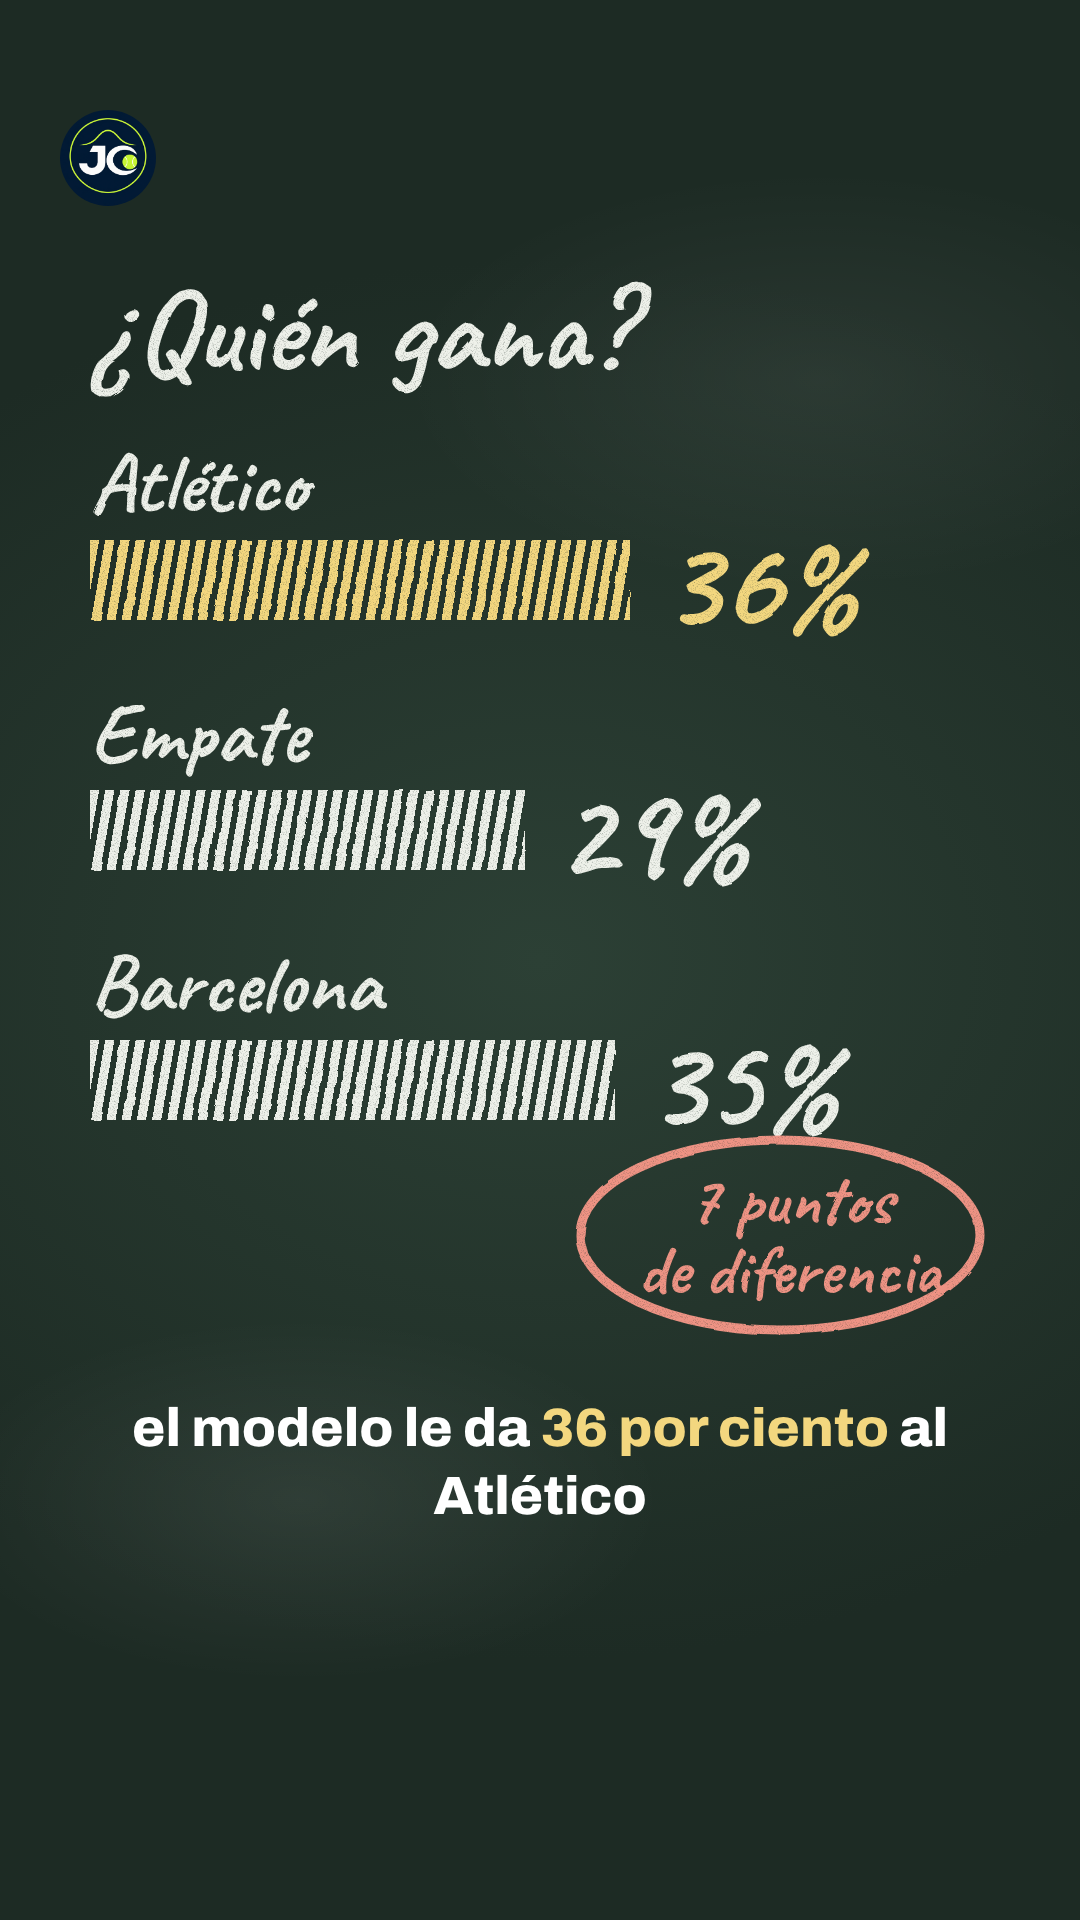 JC
¿Quién gana?
Atlético
36%
Empate
29%
Barcelona
35%
7 puntos
de diferencia
el modelo le da 36 por ciento al
Atlético